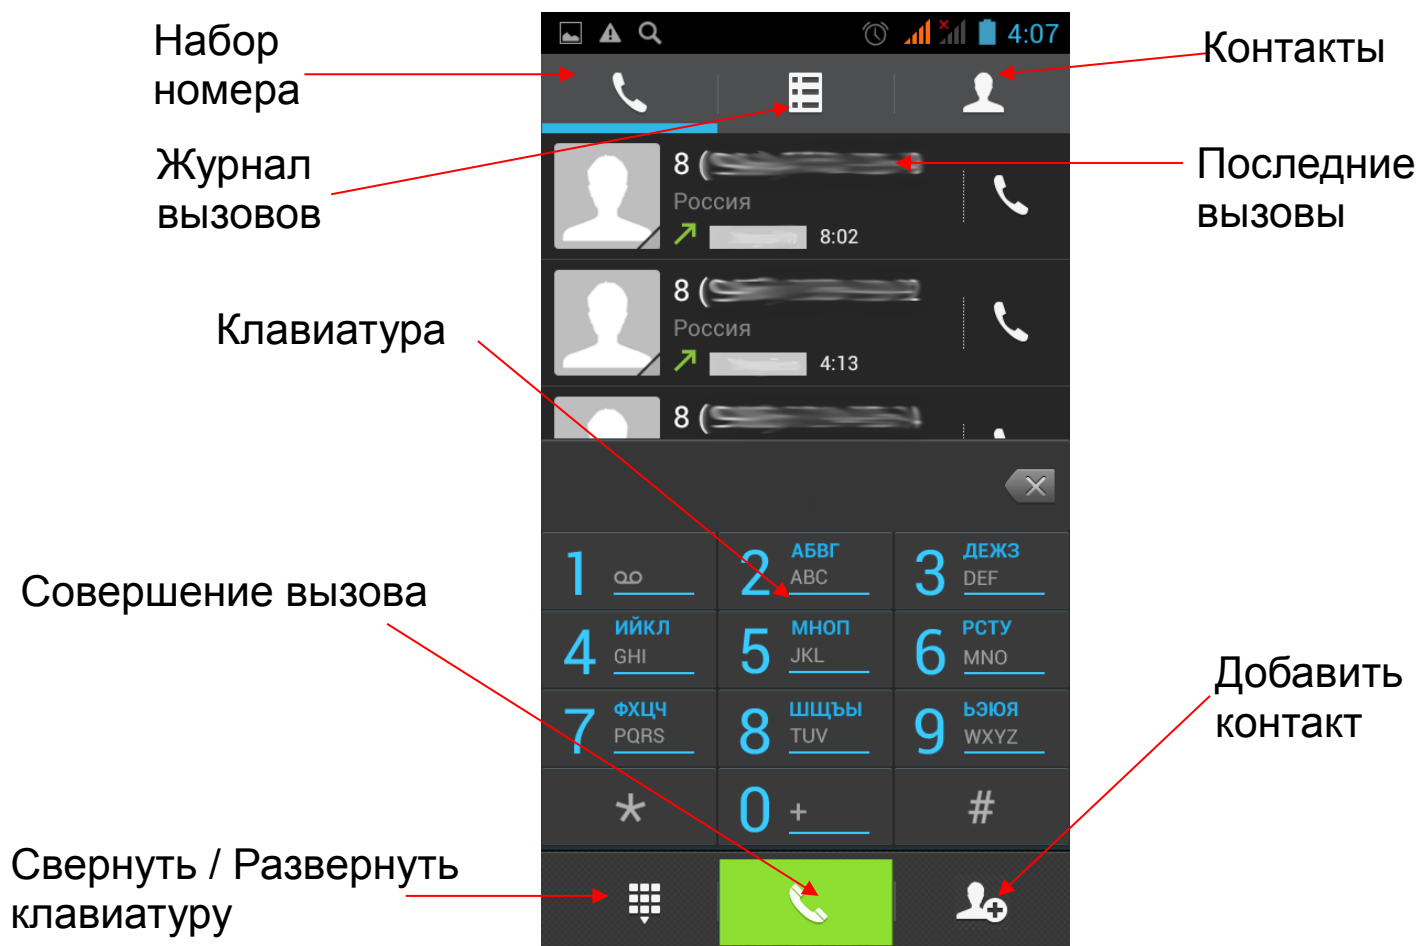 Набор
номера
Журнал
вызовов
Клавиатура
Совершение вызова
Свернуть / Развернуть
клавиатуру
Контакты
Последние
вызовы
Добавить
контакт
4:07
8 (
Россия
8:02
8 (
Россия
4:13
8 (
1
2 АБВГ
ABC
3 ДЕЖЗ
DEF
4 ИЙКЛ
GHI
5 МНОП
JKL
6 РСТУ
MNO
7 ФХЦЧ
PQRS
8 ШЩЪЫ
TUV
9 ЬЭЮЯ
WXYZ
*
0 +
#